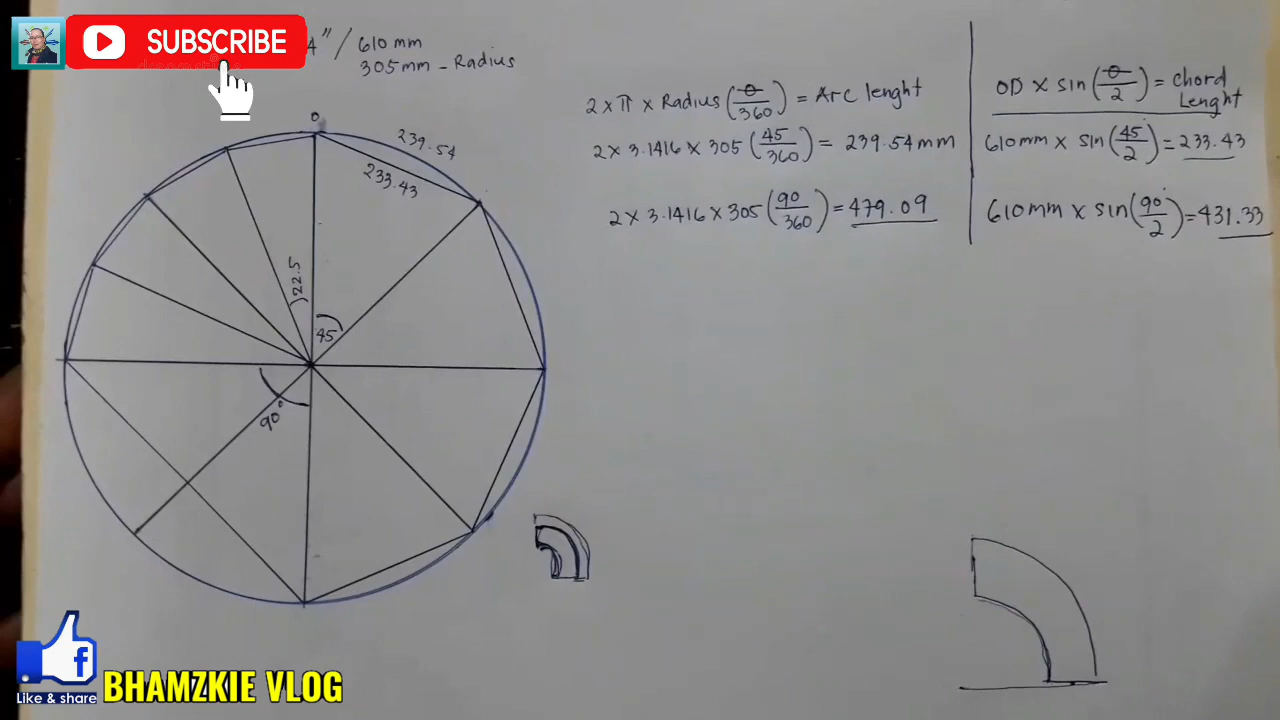 SUBSCRIBE
4" / 610 mm
305mm - Radius
2 x π x Radius (θ/360) = Arc lenght
2 x 3.1416 x 305 (45/360) = 239.54 mm
2 x 3.1416 x 305 (90/360) = 479.09
OD x sin (θ/2) = Chord
Lenght
610mm x sin (45°/2) = 233.43
610mm x sin (90°/2) = 431.33
0
239.54
233.43
22.5
45
90°
f
Like & share
BHAMZKIE VLOG